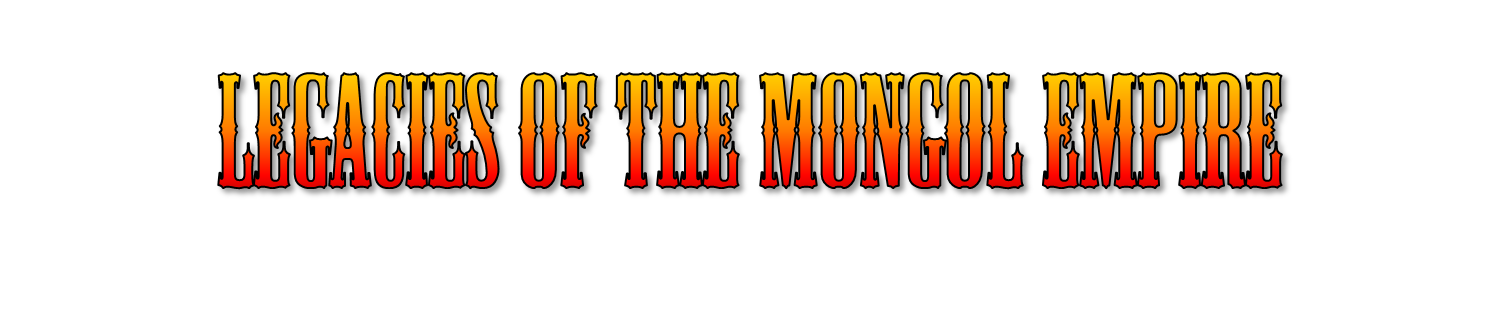 LEGACIES OF THE MONGOL EMPIRE